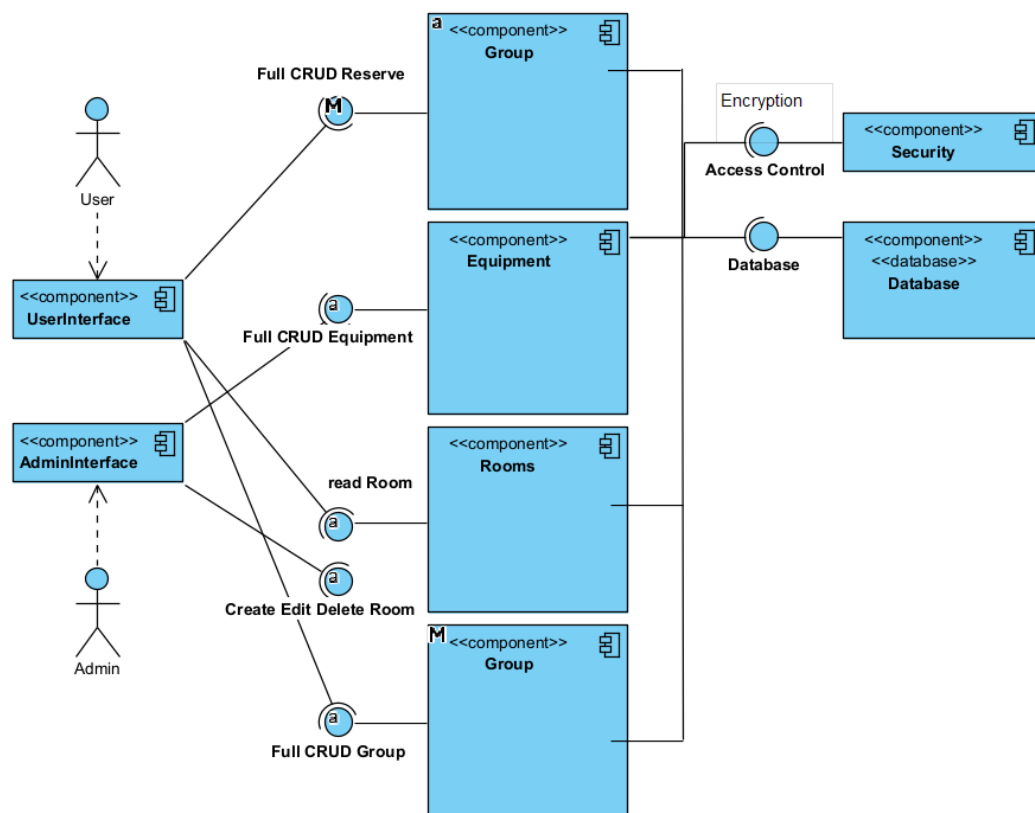 a
<<component>>
Group
Full CRUD Reserve
M
Encryption
<<component>>
Security
Access Control
User
<<component>>
Equipment
<<component>>
<<database>>
Database
Database
<<component>>
UserInterface
a
Full CRUD Equipment
<<component>>
AdminInterface
<<component>>
Rooms
read Room
a
a
Create Edit Delete Room
Admin
M
<<component>>
Group
a
Full CRUD Group